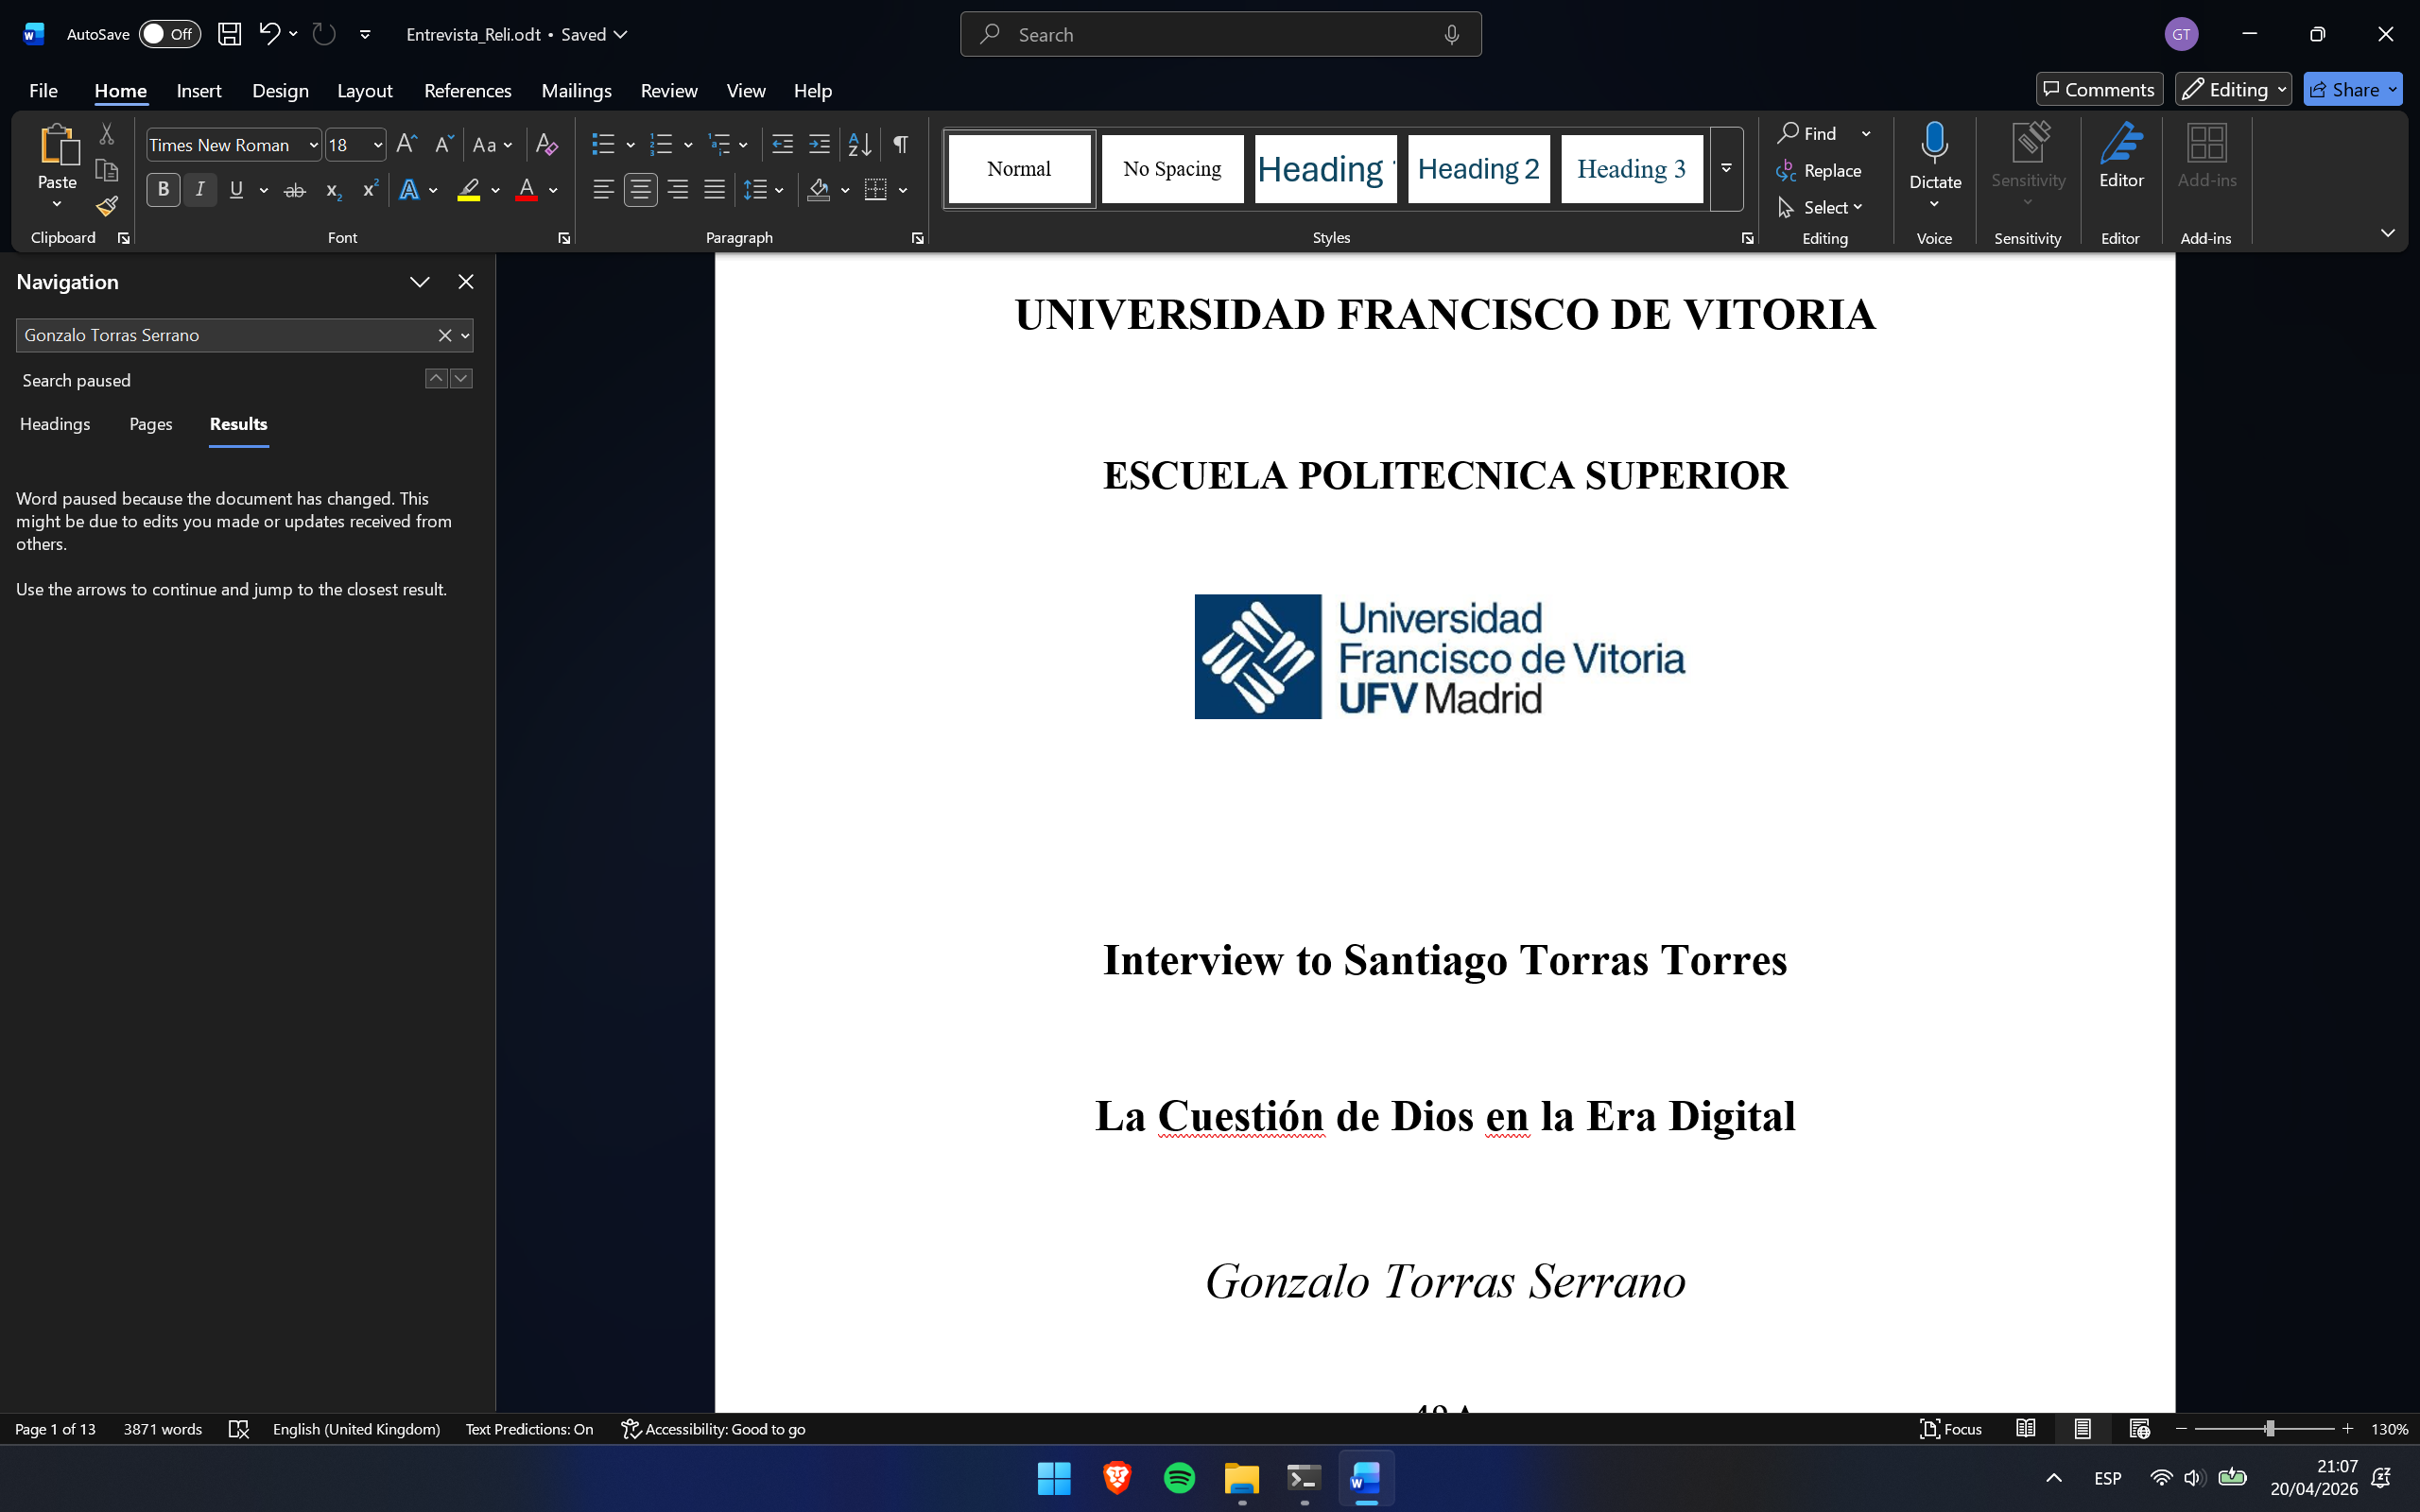 AutoSave Off Entrevista_Reli.odt • Saved Search GT
File Home Insert Design Layout References Mailings Review View Help Comments Editing Share
Paste Times New Roman 18 Aa Normal No Spacing Heading Heading 2 Heading 3 Find Replace Select Dictate Sensitivity Editor Add-ins
Clipboard Font Paragraph Styles Editing Voice Sensitivity Editor Add-ins
Navigation
Gonzalo Torras Serrano
Search paused
Headings Pages Results
Word paused because the document has changed. This
might be due to edits you made or updates received from
others.
Use the arrows to continue and jump to the closest result.
UNIVERSIDAD FRANCISCO DE VITORIA
ESCUELA POLITECNICA SUPERIOR
Universidad
Francisco de Vitoria
UFV Madrid
Interview to Santiago Torras Torres
La Cuestión de Dios en la Era Digital
Gonzalo Torras Serrano
Page 1 of 13 3871 words English (United Kingdom) Text Predictions: On Accessibility: Good to go Focus 130%
ESP 21:07
20/04/2026